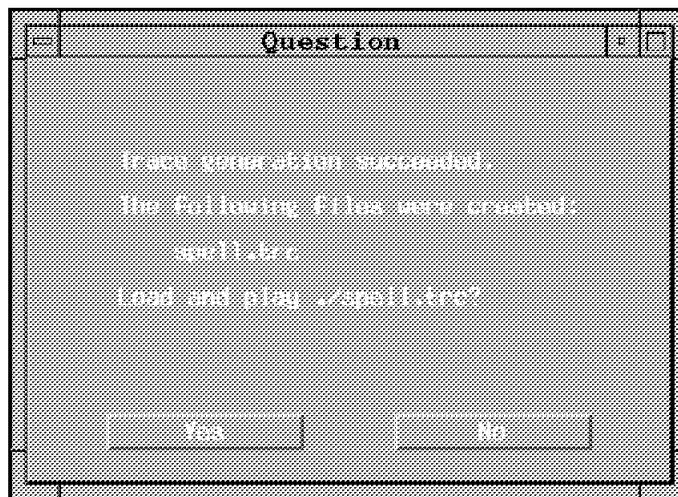 Question
Trace generation succeeded.
The following files were created:
spell.trc
Load and play ./spell.trc?
Yes No